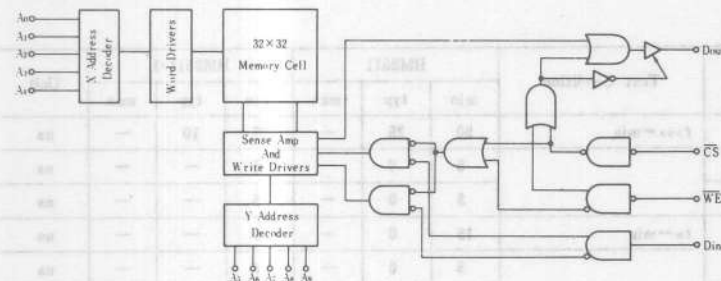 A₀
A₁
A₂
A₃
A₄
X Address
Decoder
Word Drivers
32×32
Memory Cell
Sense Amp
And
Write Drivers
Y Address
Decoder
A₅ A₆ A₇ A₈ A₉
Dout
CS
WE
Din